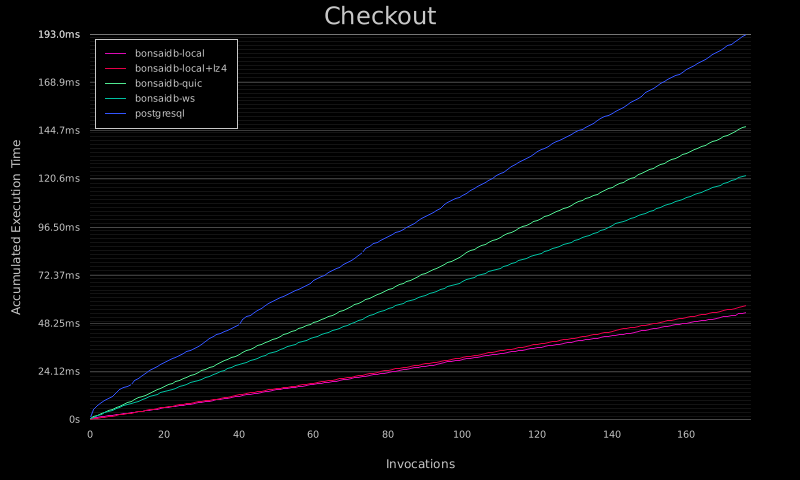 Checkout
193.0ms
168.9ms
144.7ms
120.6ms
96.50ms
72.37ms
48.25ms
24.12ms
0s
Accumulated Execution Time
bonsaidb-local
bonsaidb-local+lz4
bonsaidb-quic
bonsaidb-ws
postgresql
0 20 40 60 80 100 120 140 160
Invocations